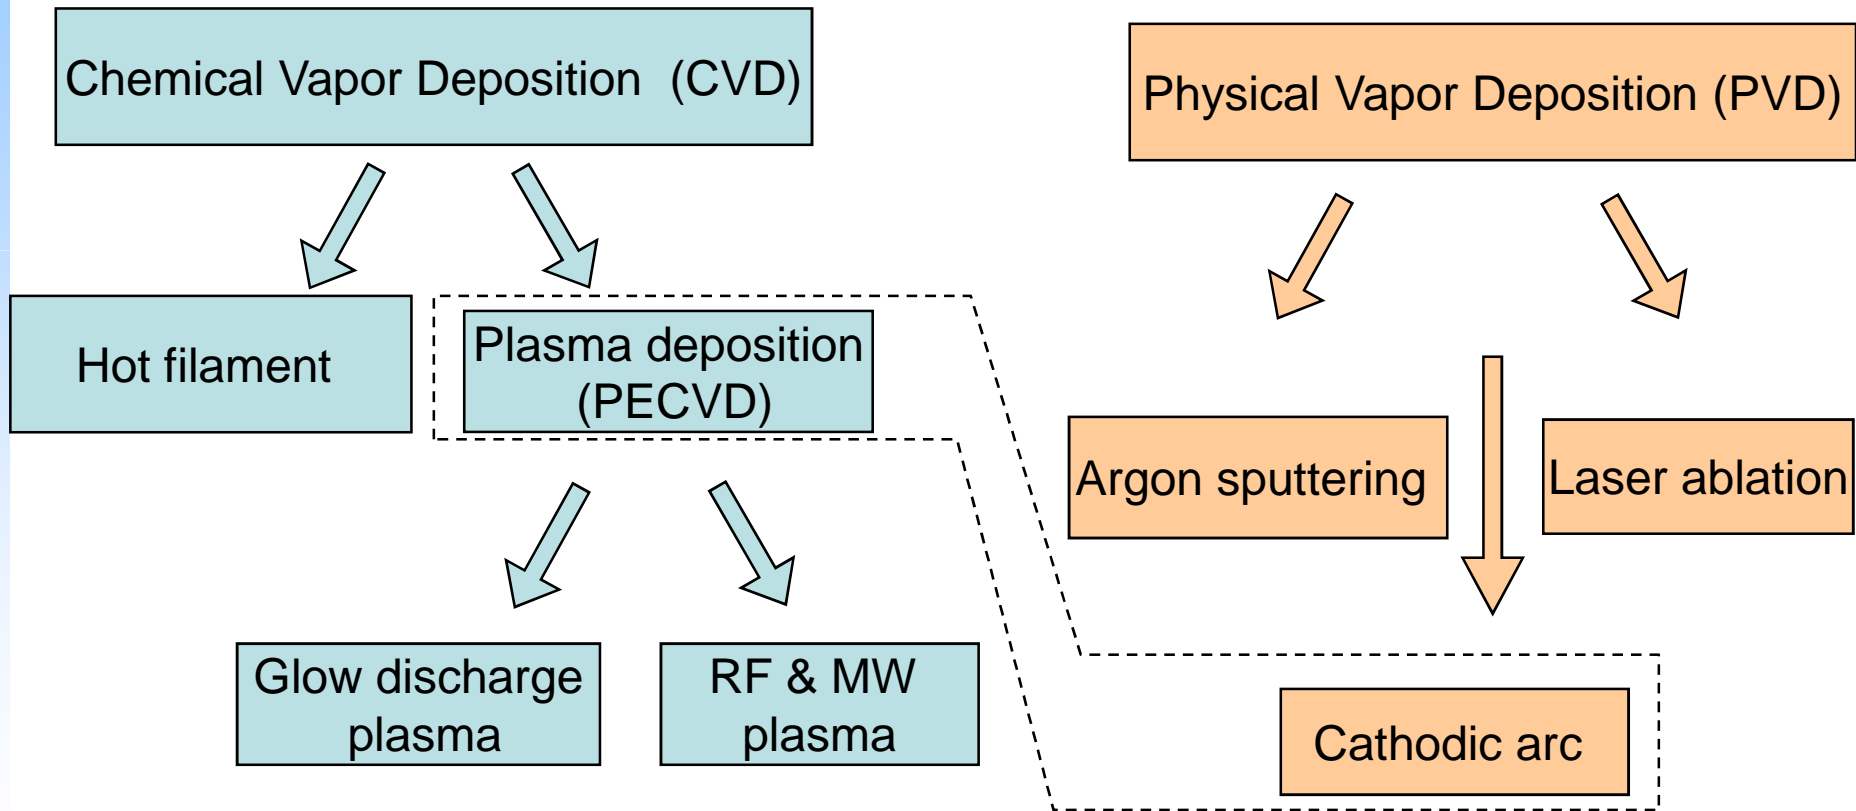 Chemical Vapor Deposition (CVD)
Physical Vapor Deposition (PVD)
Hot filament
Plasma deposition
(PECVD)
Argon sputtering
Laser ablation
Glow discharge
plasma
RF & MW
plasma
Cathodic arc